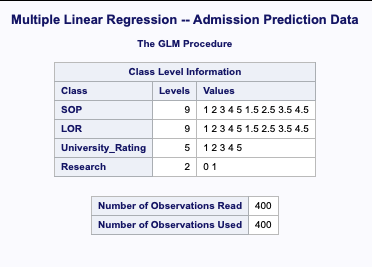 Multiple Linear Regression -- Admission Prediction Data
The GLM Procedure
Class Level Information
Class Levels Values
SOP 9 1 2 3 4 5 1.5 2.5 3.5 4.5
LOR 9 1 2 3 4 5 1.5 2.5 3.5 4.5
University_Rating 5 1 2 3 4 5
Research 2 0 1
Number of Observations Read 400
Number of Observations Used 400